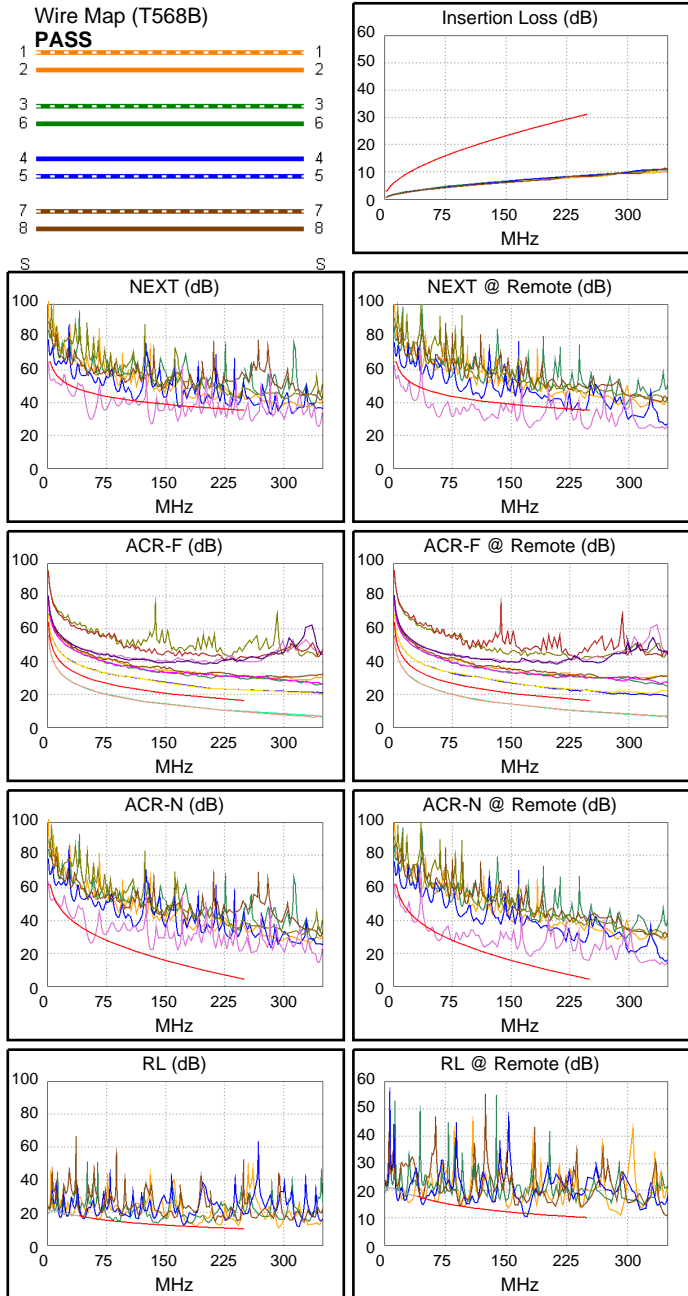 Wire Map (T568B)
PASS
1 1
2 2
3 3
6 6
4 4
5 5
7 7
8 8
S S
Insertion Loss (dB)
60
50
40
30
20
10
0
0 75 150 225 300
MHz
NEXT (dB)
100
80
60
40
20
0
0 75 150 225 300
MHz
NEXT @ Remote (dB)
100
80
60
40
20
0
0 75 150 225 300
MHz
ACR-F (dB)
100
80
60
40
20
0
0 75 150 225 300
MHz
ACR-F @ Remote (dB)
100
80
60
40
20
0
0 75 150 225 300
MHz
ACR-N (dB)
100
80
60
40
20
0
0 75 150 225 300
MHz
ACR-N @ Remote (dB)
100
80
60
40
20
0
0 75 150 225 300
MHz
RL (dB)
100
80
60
40
20
0
0 75 150 225 300
MHz
RL @ Remote (dB)
60
50
40
30
20
10
0
0 75 150 225 300
MHz